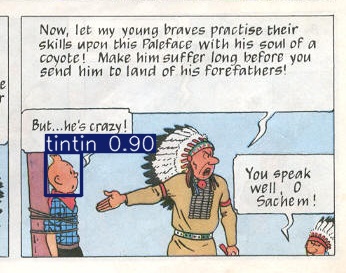 Now, let my young braves practise their
skills upon this Paleface with his soul of a
coyote! Make him suffer long before you
send him to land of his forefathers!
But...he's crazy!
tintin 0.90
You speak
well, O
Sachem!